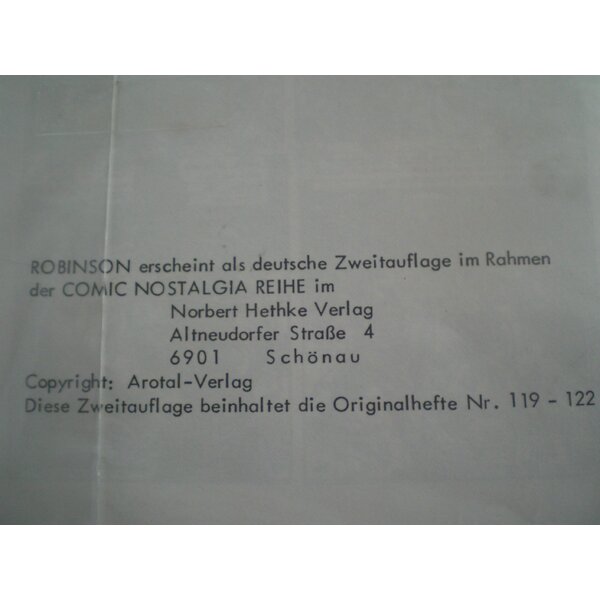 ROBINSON erscheint als deutsche Zweitauflage im Rahmen
der COMIC NOSTALGIA REIHE im
Norbert Hethke Verlag
Altneudorfer Straße 4
6901 Schönau
Copyright: Arotal-Verlag
Diese Zweitauflage beinhaltet die Originalhefte Nr. 119 - 122